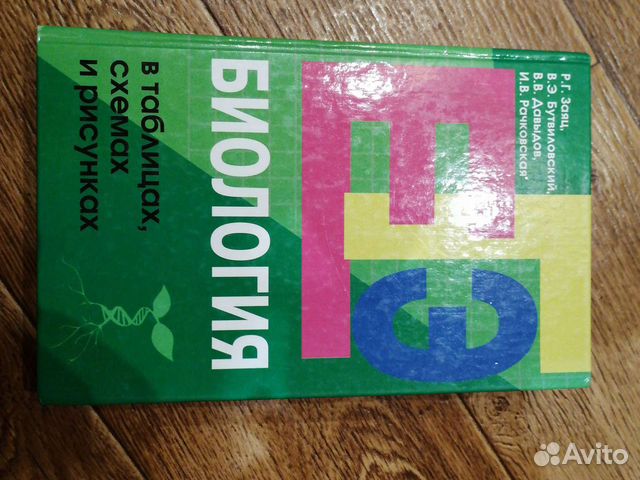 Р.Г. Заяц,
В.Э. Бутвиловский,
В.В. Давыдов,
И.В. Рачковская
ЕГЭ
БИОЛОГИЯ
в таблицах,
схемах
и рисунках
Avito